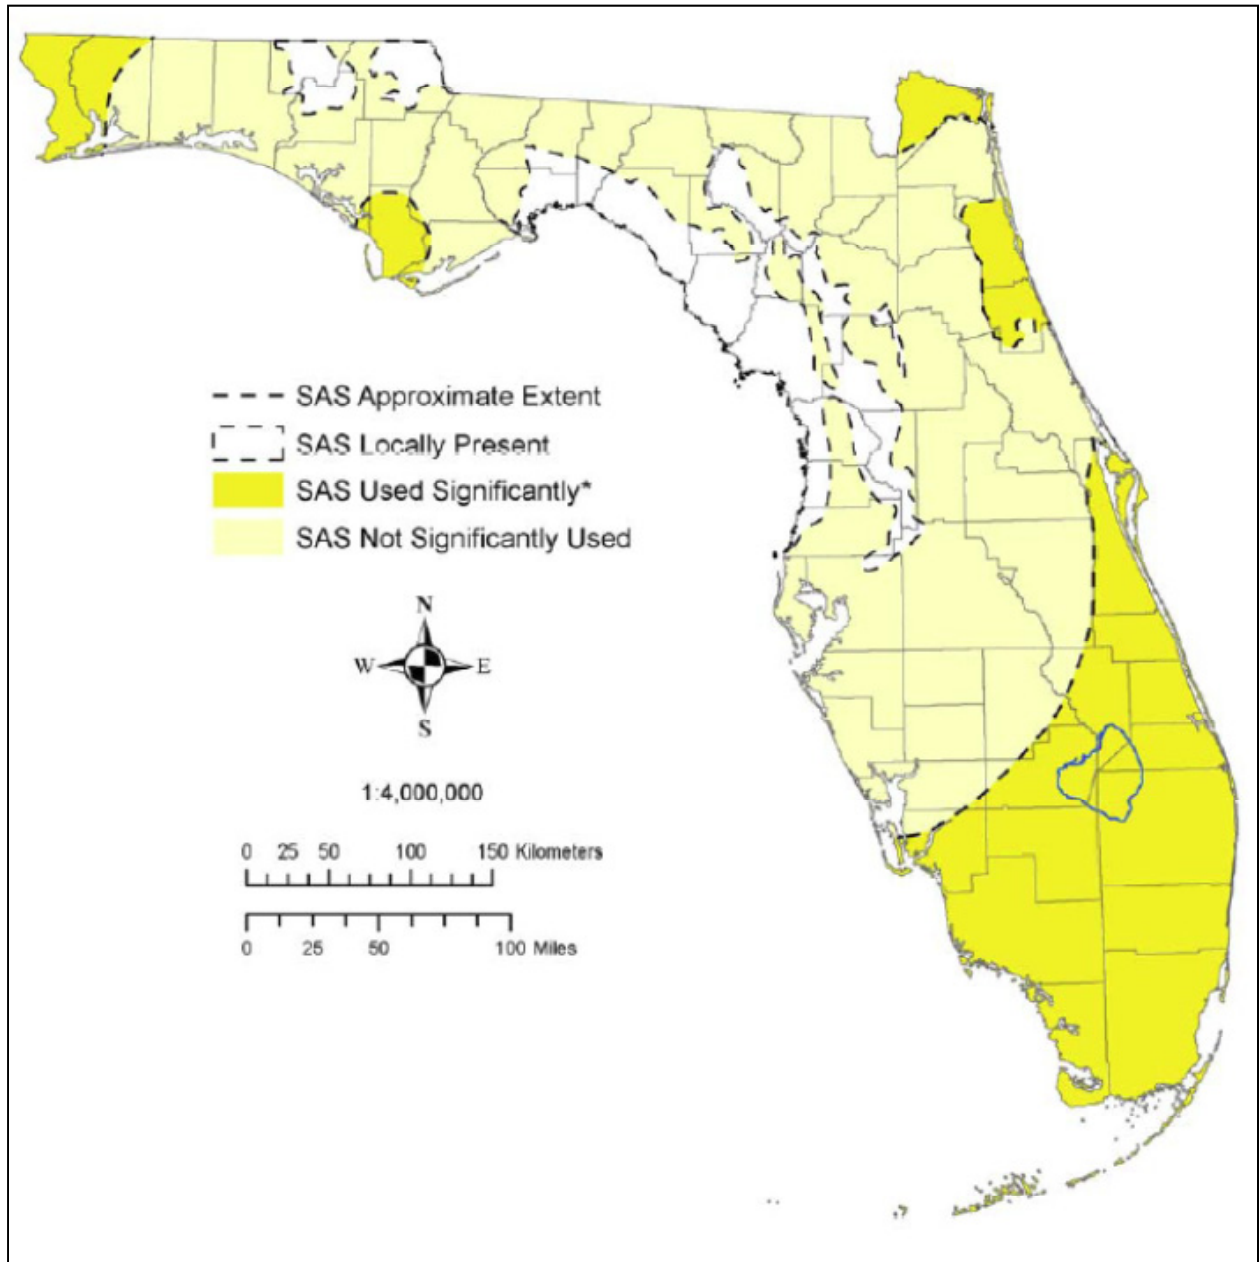 SAS Approximate Extent
SAS Locally Present
SAS Used Significantly*
SAS Not Significantly Used
N
W E
S
1:4,000,000
0 25 50 100 150 Kilometers
0 25 50 100 Miles